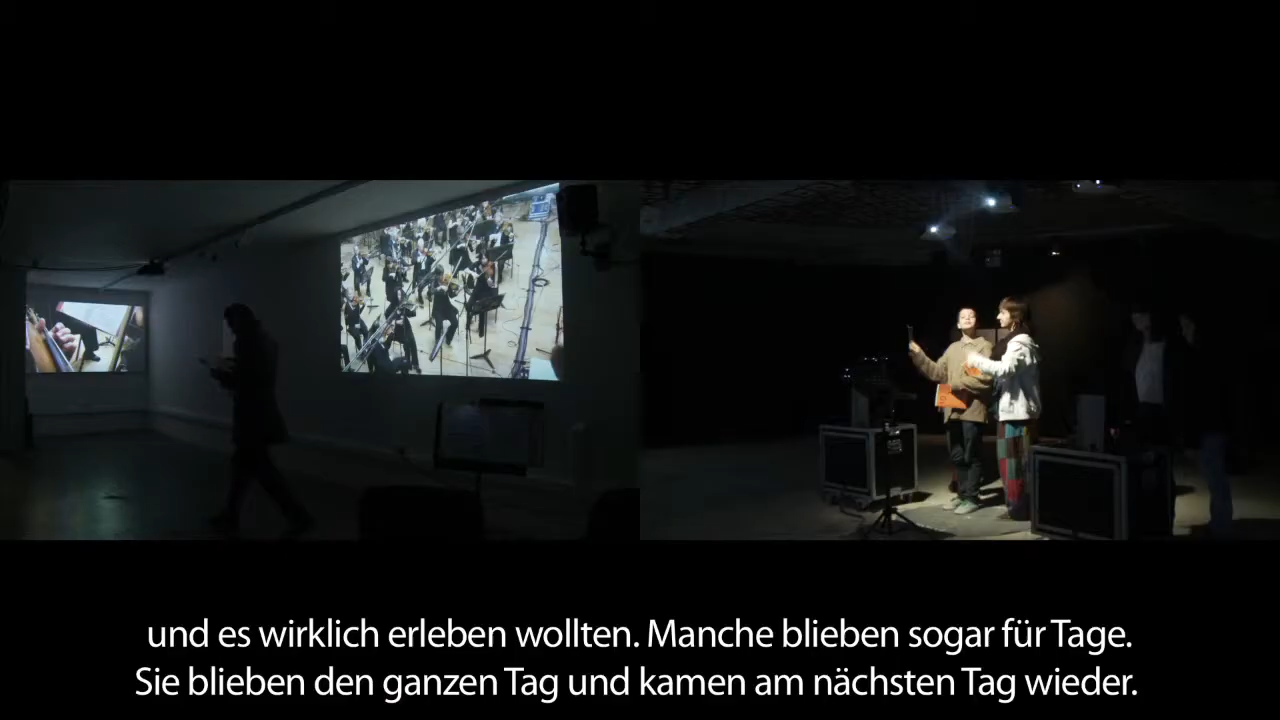 und es wirklich erleben wollten. Manche blieben sogar für Tage.
Sie blieben den ganzen Tag und kamen am nächsten Tag wieder.